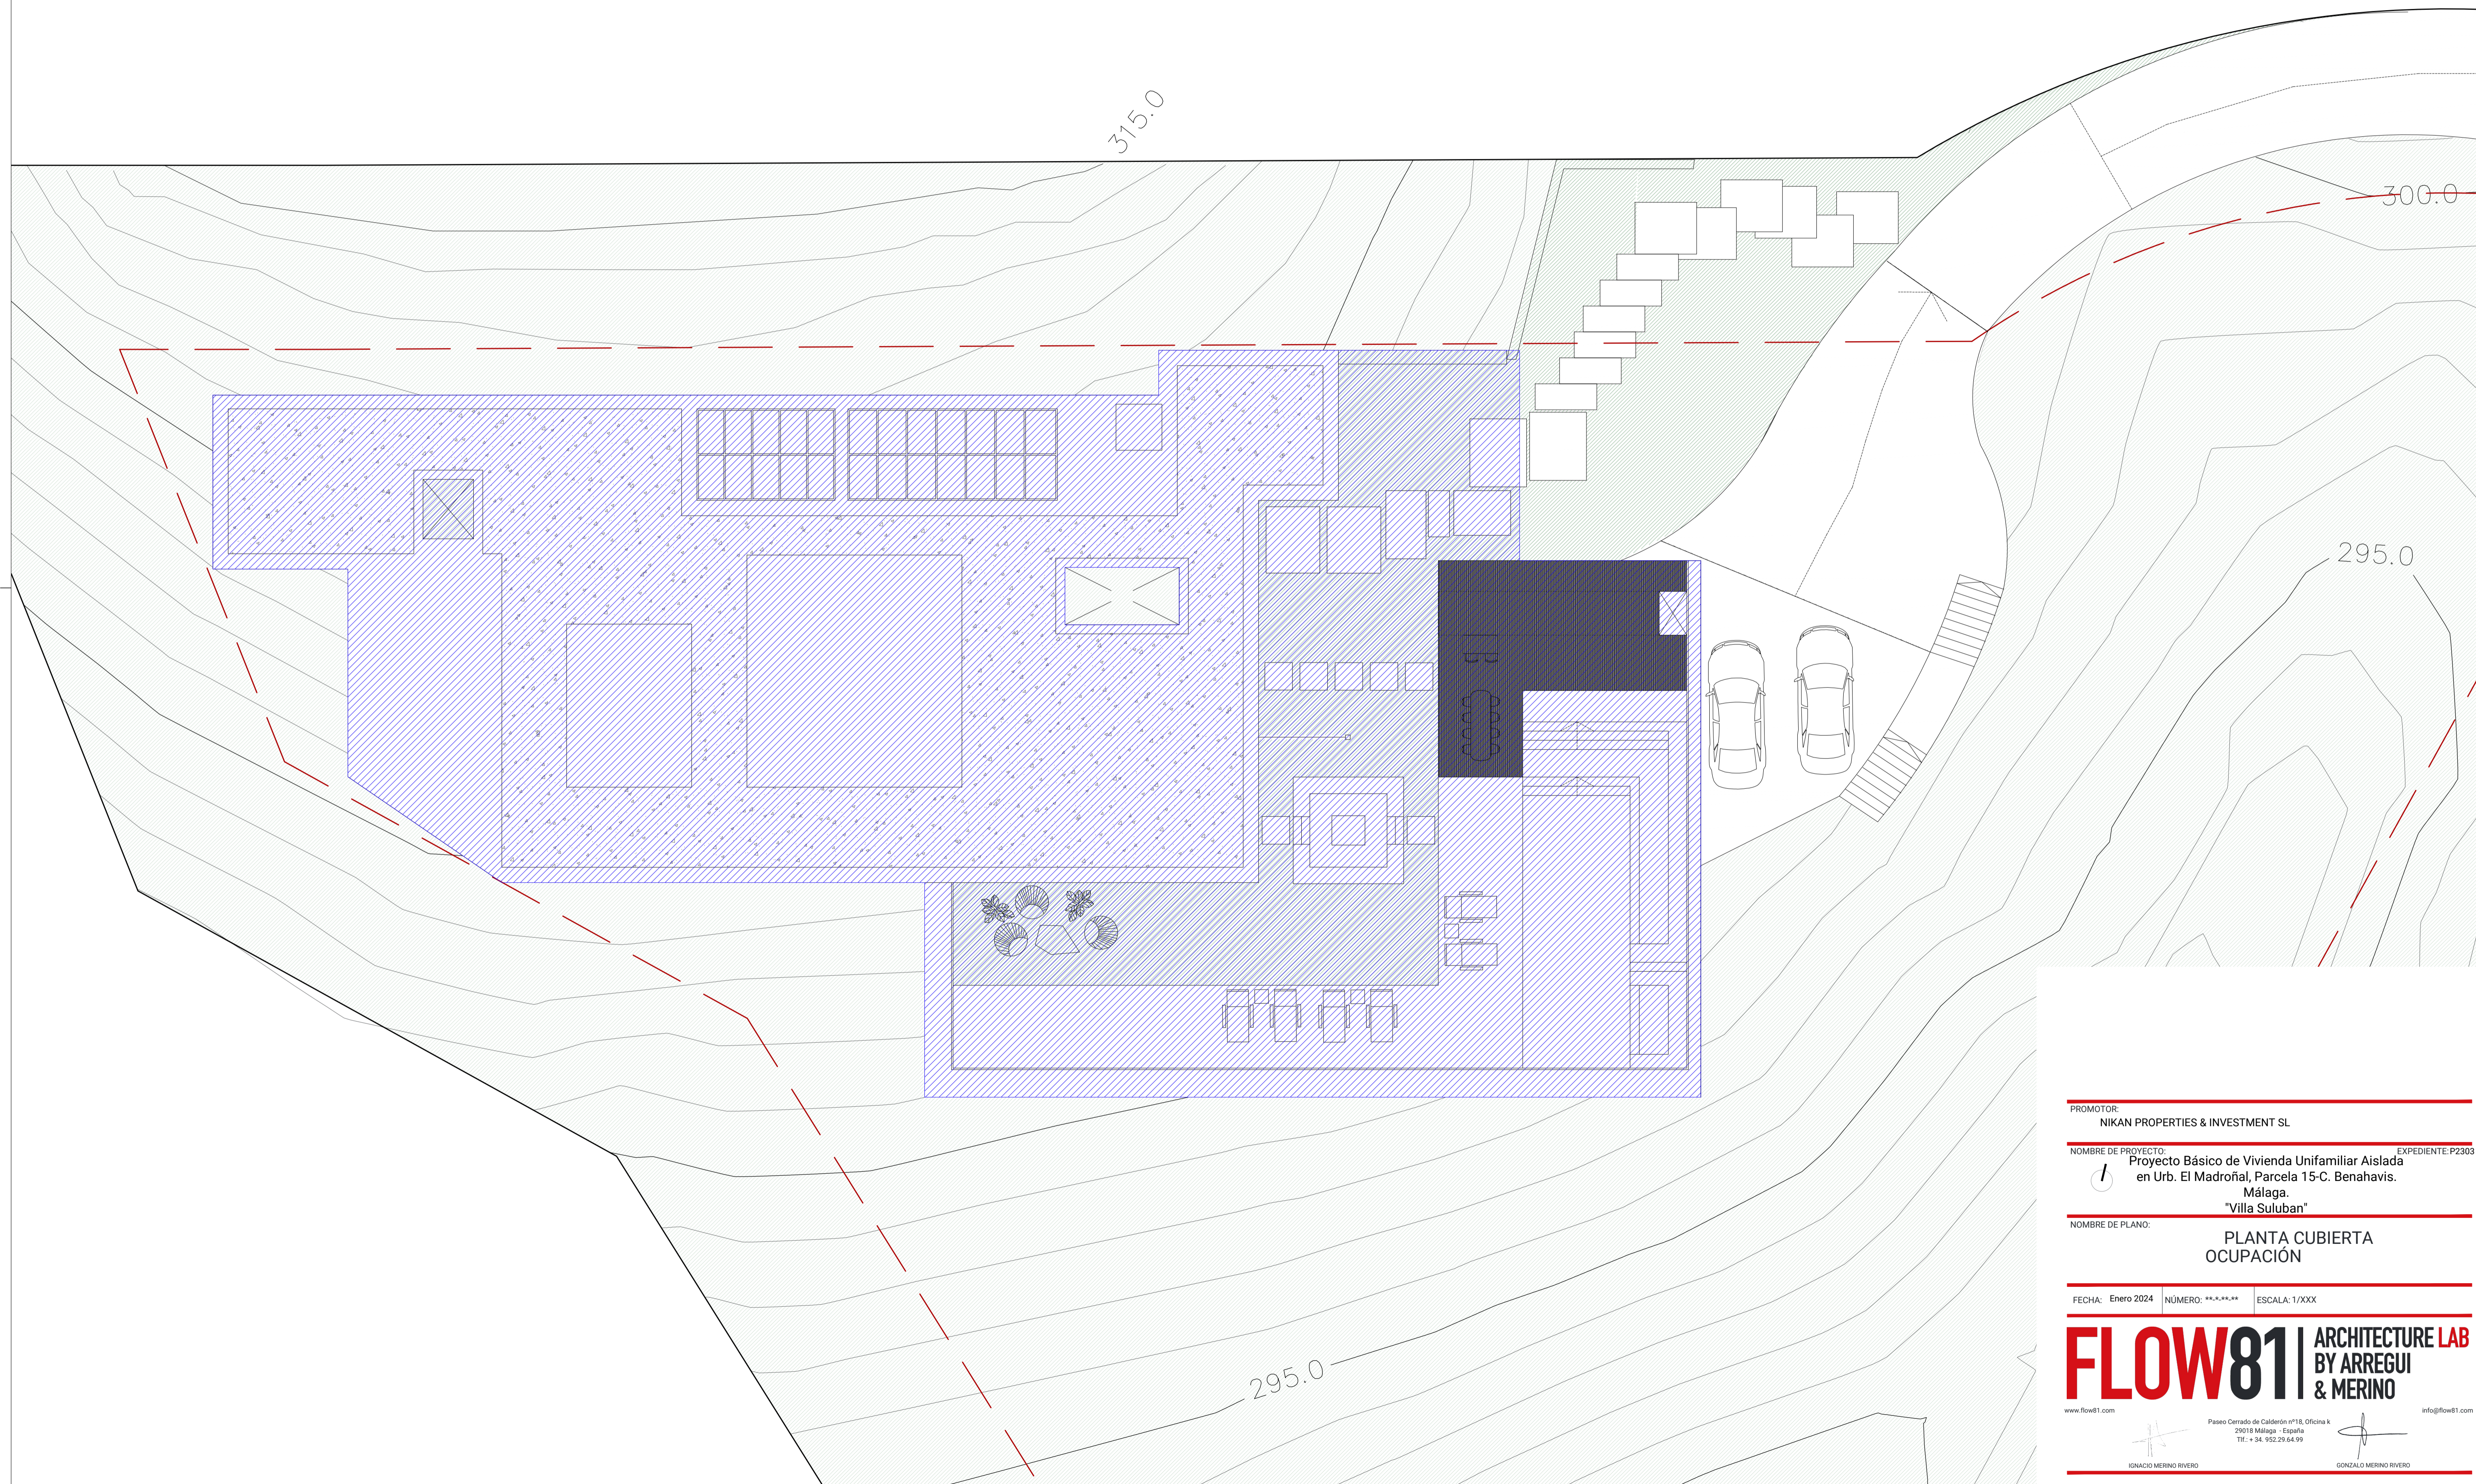 315.0
300.0
295.0
295.0
PROMOTOR:
NIKAN PROPERTIES & INVESTMENT SL
NOMBRE DE PROYECTO:
EXPEDIENTE: P2303
Proyecto Básico de Vivienda Unifamiliar Aislada
en Urb. El Madroñal, Parcela 15-C. Benahavis.
Málaga.
"Villa Suluban"
NOMBRE DE PLANO:
PLANTA CUBIERTA
OCUPACIÓN
FECHA: Enero 2024
NÚMERO: **-*-**-**
ESCALA: 1/XXX
FLOW81
ARCHITECTURE LAB
BY ARREGUI
& MERINO
www.flow81.com
info@flow81.com
Paseo Cerrado de Calderón nº18, Oficina k
29018 Málaga - España
Tlf.: + 34. 952.29.64.99
IGNACIO MERINO RIVERO
GONZALO MERINO RIVERO